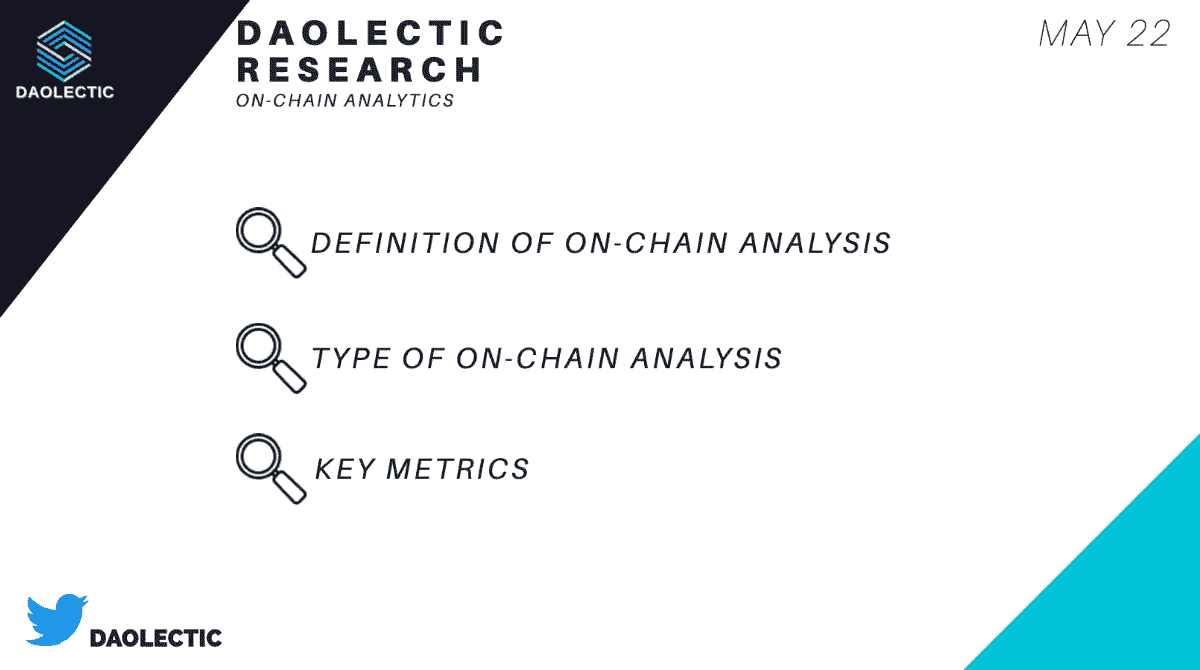 DAOLECTIC
DAOLECTIC
RESEARCH
ON-CHAIN ANALYTICS
MAY 22
DEFINITION OF ON-CHAIN ANALYSIS
TYPE OF ON-CHAIN ANALYSIS
KEY METRICS
DAOLECTIC